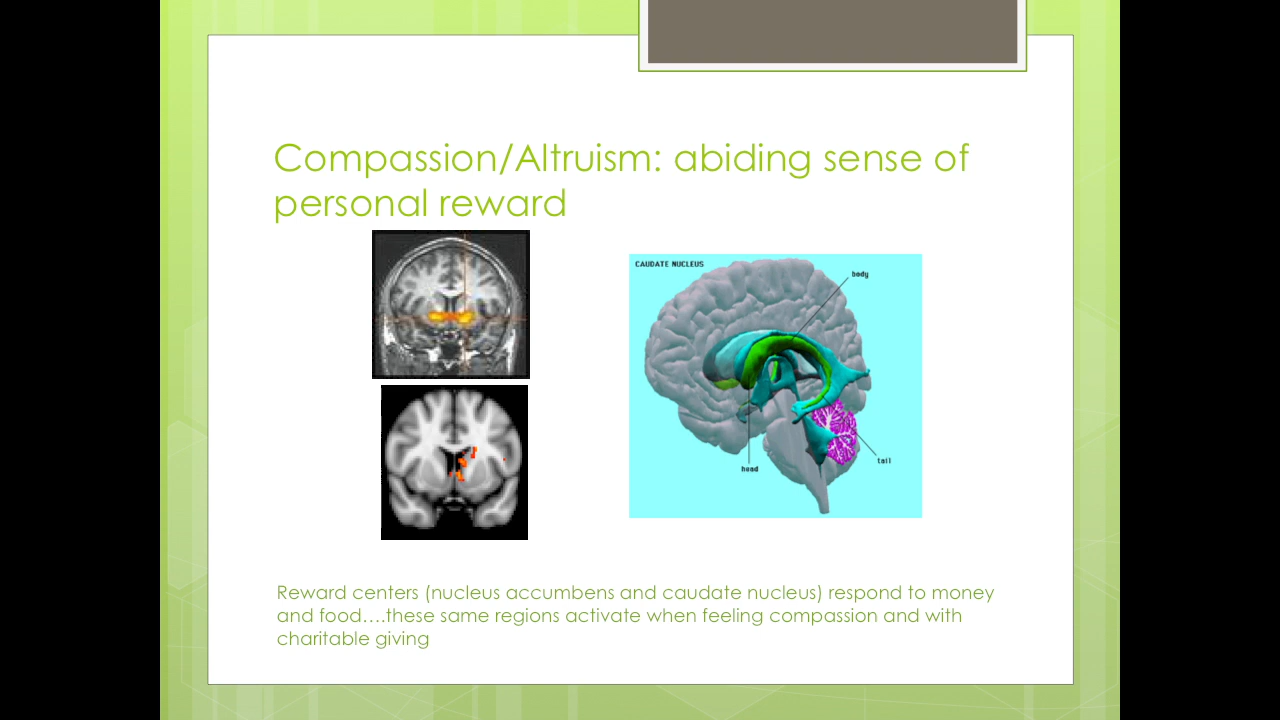 Compassion/Altruism: abiding sense of
personal reward
CAUDATE NUCLEUS
body
head
tail
Reward centers (nucleus accumbens and caudate nucleus) respond to money
and food….these same regions activate when feeling compassion and with
charitable giving